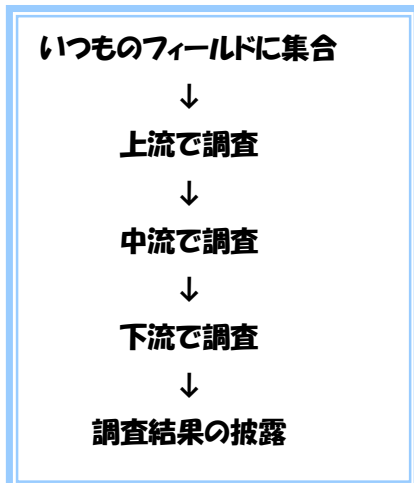 いつものフィールドに集合
↓
上流で調査
↓
中流で調査
↓
下流で調査
↓
調査結果の披露